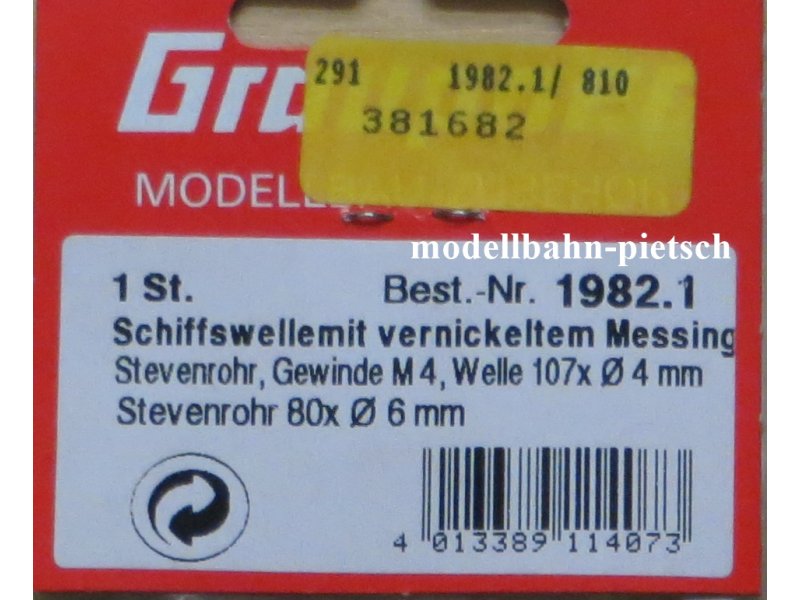 291 1982.1/ 810
381682
Gra
MODELL
modellbahn-pietsch
1 St. Best.-Nr. 1982.1
Schiffswellemit vernickeltem Messing
Stevenrohr, Gewinde M 4, Welle 107x Ø 4 mm
Stevenrohr 80x Ø 6 mm
4 013389 114073